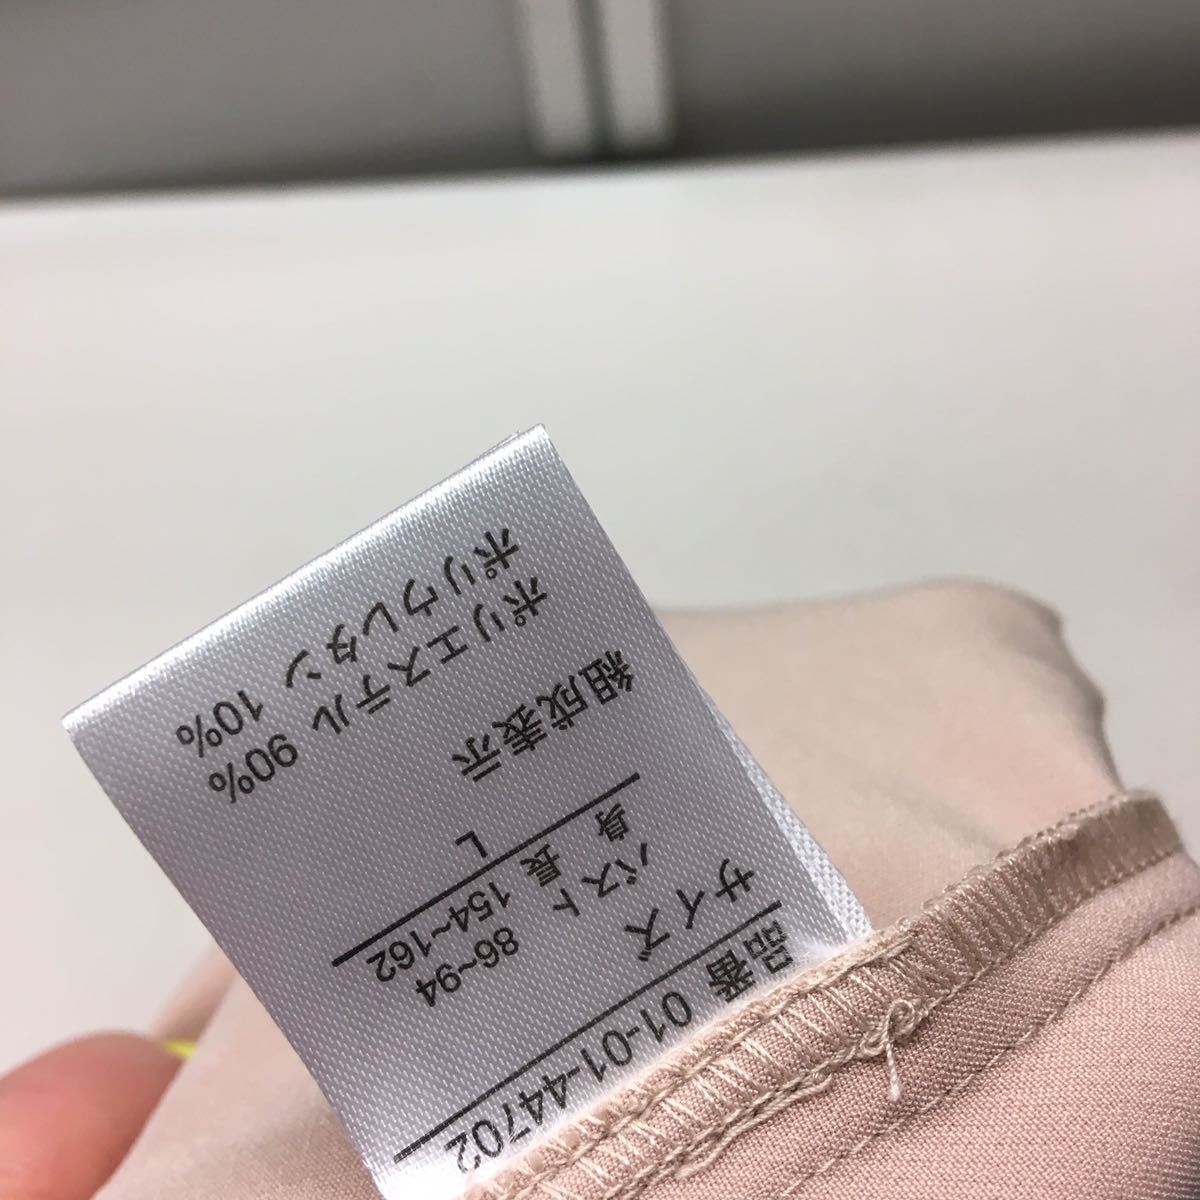 品番 01-01-44702
サイズ
バスト 86~94
身長 154~162
L
組成表示
ポリエステル 90%
ポリウレタン 10%